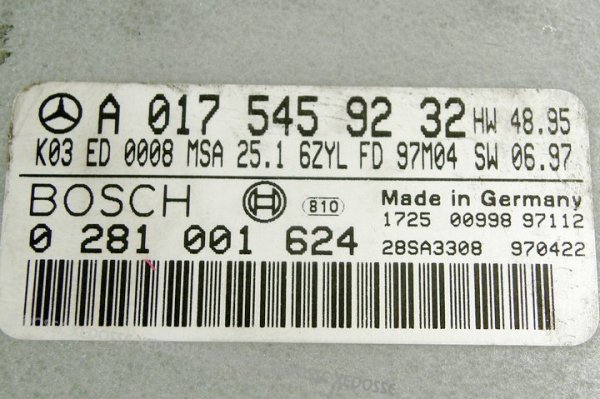 A 017 545 92 32 HW 48.95
K03 ED 0008 MSA 25.1 6ZYL FD 97M04 SW 06.97
BOSCH 810 Made in Germany
1725 00998 97112
0 281 001 624 28SA3308 970422